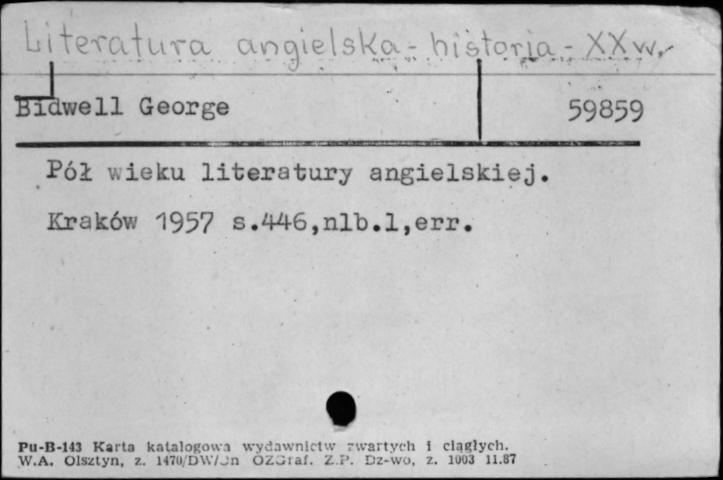 Literatura angielska - historia - XX w.
Bidwell George 59859
Pół wieku literatury angielskiej.
Kraków 1957 s.446,nlb.1,err.
Pu-B-143 Karta katalogowa wydawnictw zwartych i ciągłych.
W.A. Olsztyn, z. 1470/DW/Jn OZGraf. Z.P. Dz-wo, z. 1003 11.87